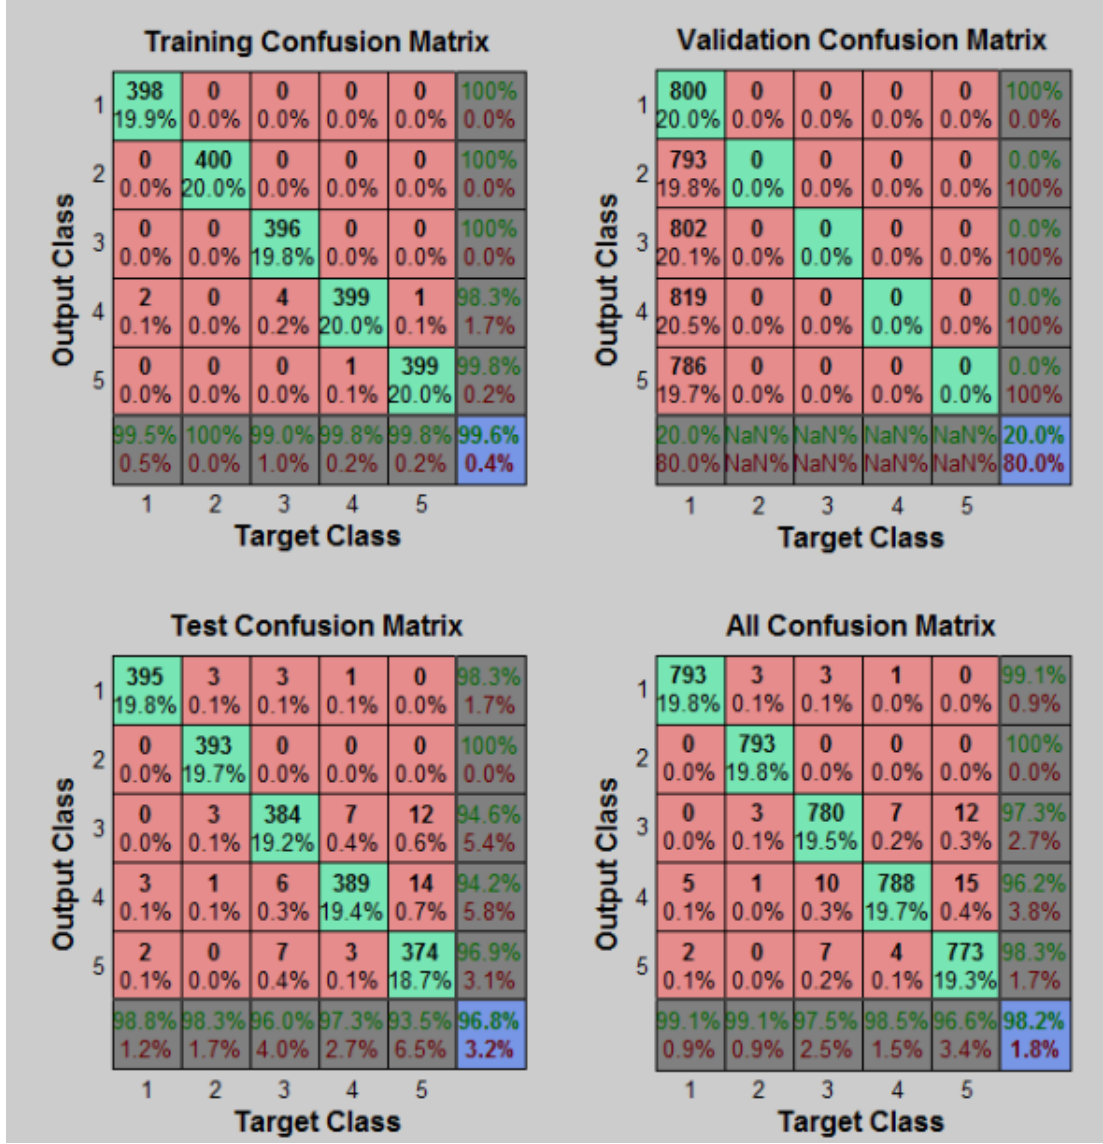 Training Confusion Matrix
Output Class
1
398 0 0 0 0 100%
19.9% 0.0% 0.0% 0.0% 0.0% 0.0%
2
0 400 0 0 0 100%
0.0% 20.0% 0.0% 0.0% 0.0% 0.0%
3
0 0 396 0 0 100%
0.0% 0.0% 19.8% 0.0% 0.0% 0.0%
4
2 0 4 399 1 98.3%
0.1% 0.0% 0.2% 20.0% 0.1% 1.7%
5
0 0 0 1 399 99.8%
0.0% 0.0% 0.0% 0.1% 20.0% 0.2%
99.5% 100% 99.0% 99.8% 99.8% 99.6%
0.5% 0.0% 1.0% 0.2% 0.2% 0.4%
1 2 3 4 5
Target Class
Validation Confusion Matrix
Output Class
1
800 0 0 0 0 100%
20.0% 0.0% 0.0% 0.0% 0.0% 0.0%
2
793 0 0 0 0 0.0%
19.8% 0.0% 0.0% 0.0% 0.0% 100%
3
802 0 0 0 0 0.0%
20.1% 0.0% 0.0% 0.0% 0.0% 100%
4
819 0 0 0 0 0.0%
20.5% 0.0% 0.0% 0.0% 0.0% 100%
5
786 0 0 0 0 0.0%
19.7% 0.0% 0.0% 0.0% 0.0% 100%
20.0% NaN% NaN% NaN% NaN% 20.0%
80.0% NaN% NaN% NaN% NaN% 80.0%
1 2 3 4 5
Target Class
Test Confusion Matrix
Output Class
1
395 3 3 1 0 98.3%
19.8% 0.1% 0.1% 0.1% 0.0% 1.7%
2
0 393 0 0 0 100%
0.0% 19.7% 0.0% 0.0% 0.0% 0.0%
3
0 3 384 7 12 94.6%
0.0% 0.1% 19.2% 0.4% 0.6% 5.4%
4
3 1 6 389 14 94.2%
0.1% 0.1% 0.3% 19.4% 0.7% 5.8%
5
2 0 7 3 374 96.9%
0.1% 0.0% 0.4% 0.1% 18.7% 3.1%
98.8% 98.3% 96.0% 97.3% 93.5% 96.8%
1.2% 1.7% 4.0% 2.7% 6.5% 3.2%
1 2 3 4 5
Target Class
All Confusion Matrix
Output Class
1
793 3 3 1 0 99.1%
19.8% 0.1% 0.1% 0.0% 0.0% 0.9%
2
0 793 0 0 0 100%
0.0% 19.8% 0.0% 0.0% 0.0% 0.0%
3
0 3 780 7 12 97.3%
0.0% 0.1% 19.5% 0.2% 0.3% 2.7%
4
5 1 10 788 15 96.2%
0.1% 0.0% 0.3% 19.7% 0.4% 3.8%
5
2 0 7 4 773 98.3%
0.1% 0.0% 0.2% 0.1% 19.3% 1.7%
99.1% 99.1% 97.5% 98.5% 96.6% 98.2%
0.9% 0.9% 2.5% 1.5% 3.4% 1.8%
1 2 3 4 5
Target Class